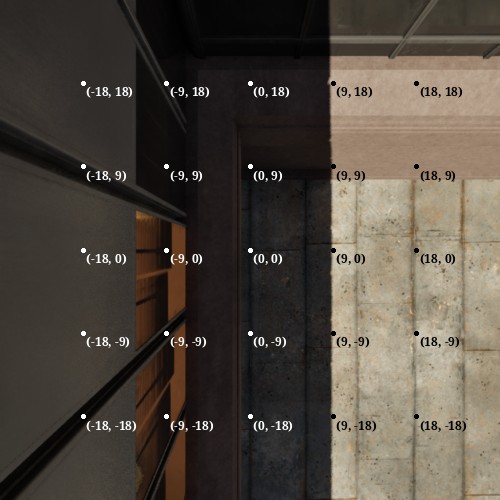 (-18, 18) (-9, 18) (0, 18) (9, 18) (18, 18)
(-18, 9) (-9, 9) (0, 9) (9, 9) (18, 9)
(-18, 0) (-9, 0) (0, 0) (9, 0) (18, 0)
(-18, -9) (-9, -9) (0, -9) (9, -9) (18, -9)
(-18, -18) (-9, -18) (0, -18) (9, -18) (18, -18)